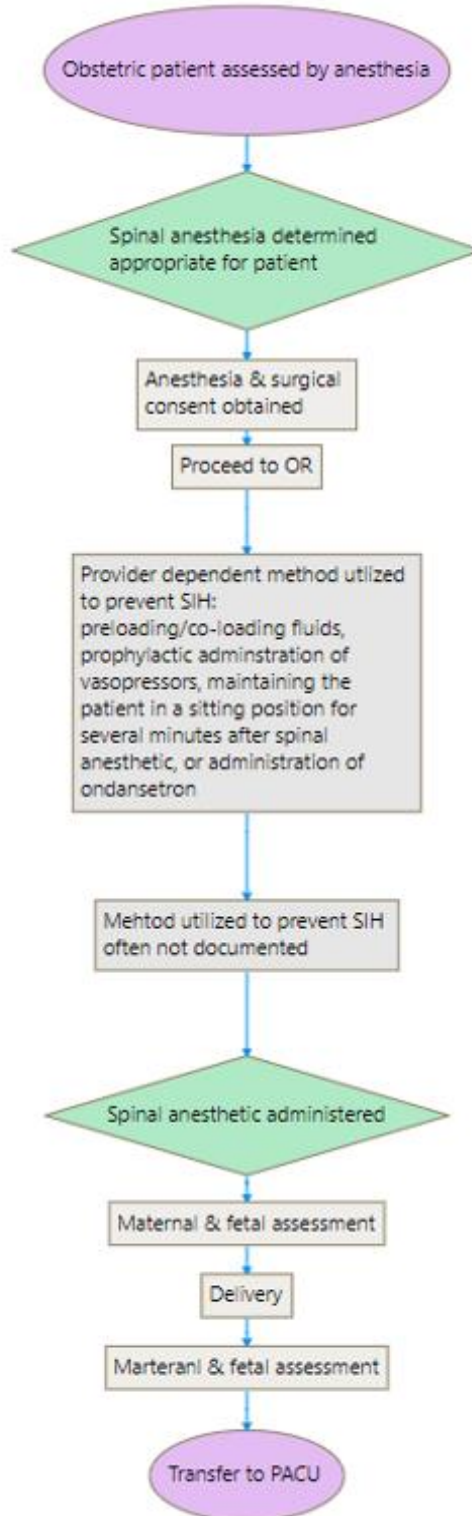 Obstetric patient assessed by anesthesia
Spinal anesthesia determined
appropriate for patient
Anesthesia & surgical
consent obtained
Proceed to OR
Provider dependent method utlized
to prevent SIH:
preloading/co-loading fluids,
prophylactic adminstration of
vasopressors, maintaining the
patient in a sitting position for
several minutes after spinal
anesthetic, or administration of
ondansetron
Mehtod utilized to prevent SIH
often not documented
Spinal anesthetic administered
Maternal & fetal assessment
Delivery
Marteranl & fetal assessment
Transfer to PACU